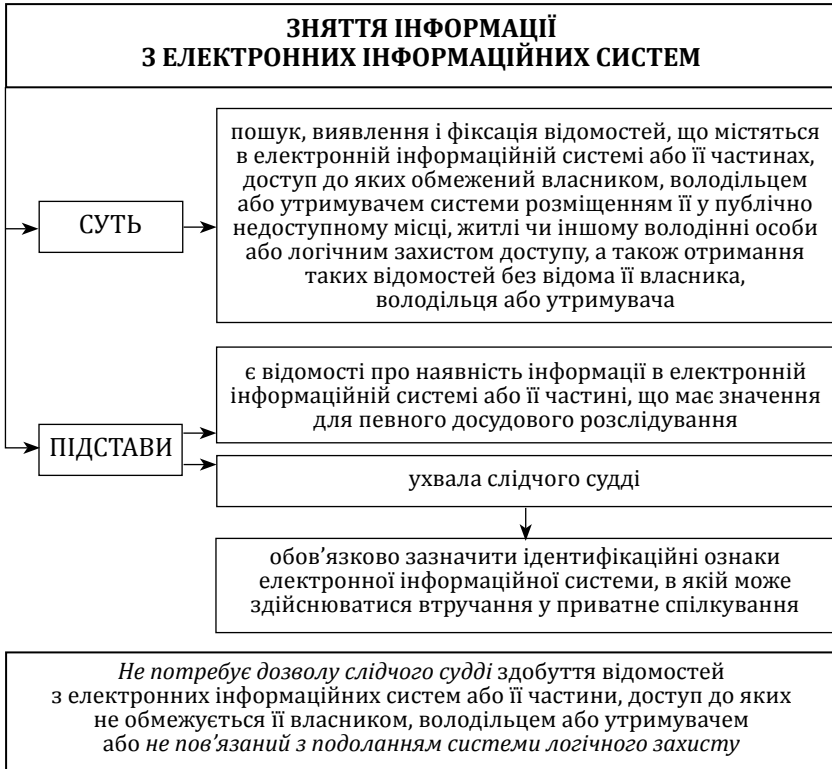 ЗНЯТТЯ ІНФОРМАЦІЇ
З ЕЛЕКТРОННИХ ІНФОРМАЦІЙНИХ СИСТЕМ
СУТЬ
пошук, виявлення і фіксація відомостей, що містяться
в електронній інформаційній системі або її частинах,
доступ до яких обмежений власником, володільцем
або утримувачем системи розміщенням її у публічно
недоступному місці, житлі чи іншому володінні особи
або логічним захистом доступу, а також отримання
таких відомостей без відома її власника,
володільця або утримувача
ПІДСТАВИ
є відомості про наявність інформації в електронній
інформаційній системі або її частині, що має значення
для певного досудового розслідування
ухвала слідчого судді
обов’язково зазначити ідентифікаційні ознаки
електронної інформаційної системи, в якій може
здійснюватися втручання у приватне спілкування
Не потребує дозволу слідчого судді здобуття відомостей
з електронних інформаційних систем або її частини, доступ до яких
не обмежується її власником, володільцем або утримувачем
або не пов’язаний з подоланням системи логічного захисту